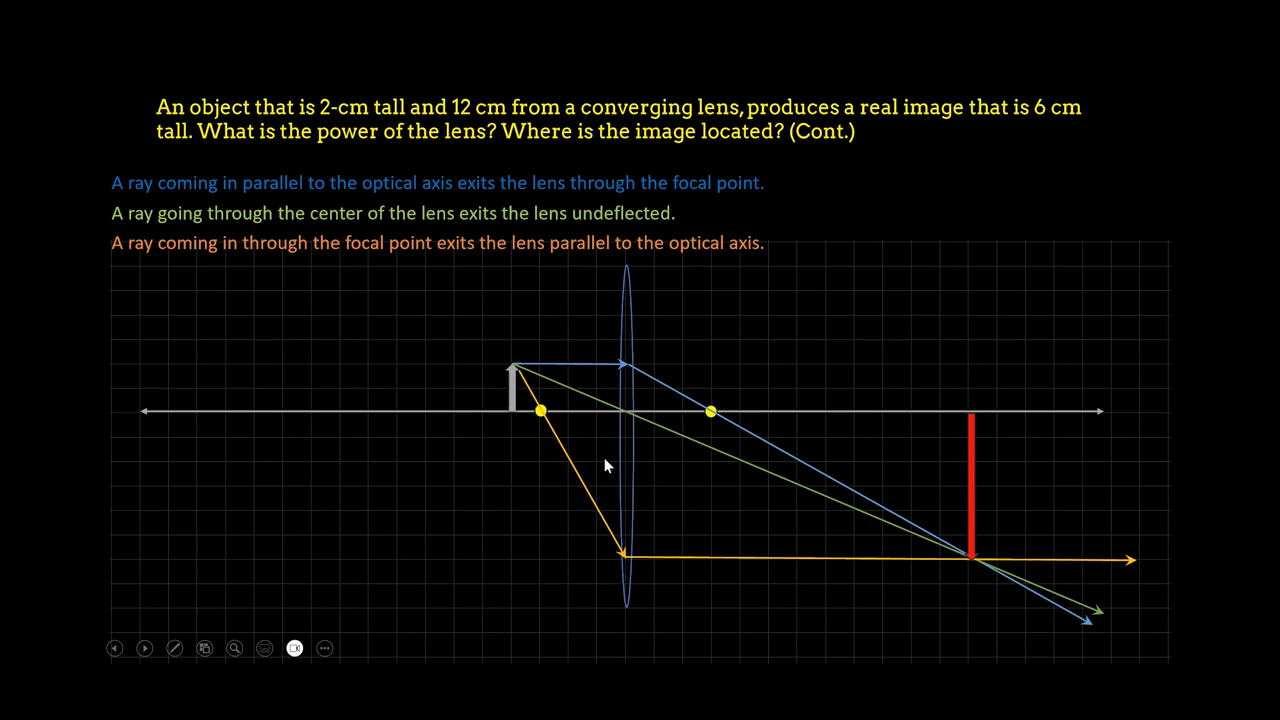 An object that is 2-cm tall and 12 cm from a converging lens, produces a real image that is 6 cm
tall. What is the power of the lens? Where is the image located? (Cont.)
A ray coming in parallel to the optical axis exits the lens through the focal point.
A ray going through the center of the lens exits the lens undeflected.
A ray coming in through the focal point exits the lens parallel to the optical axis.